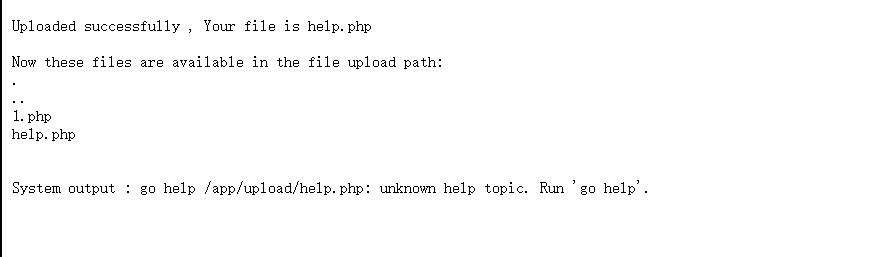 Uploaded successfully , Your file is help.php
Now these files are available in the file upload path:
.
..
1.php
help.php
System output : go help /app/upload/help.php: unknown help topic. Run 'go help'.